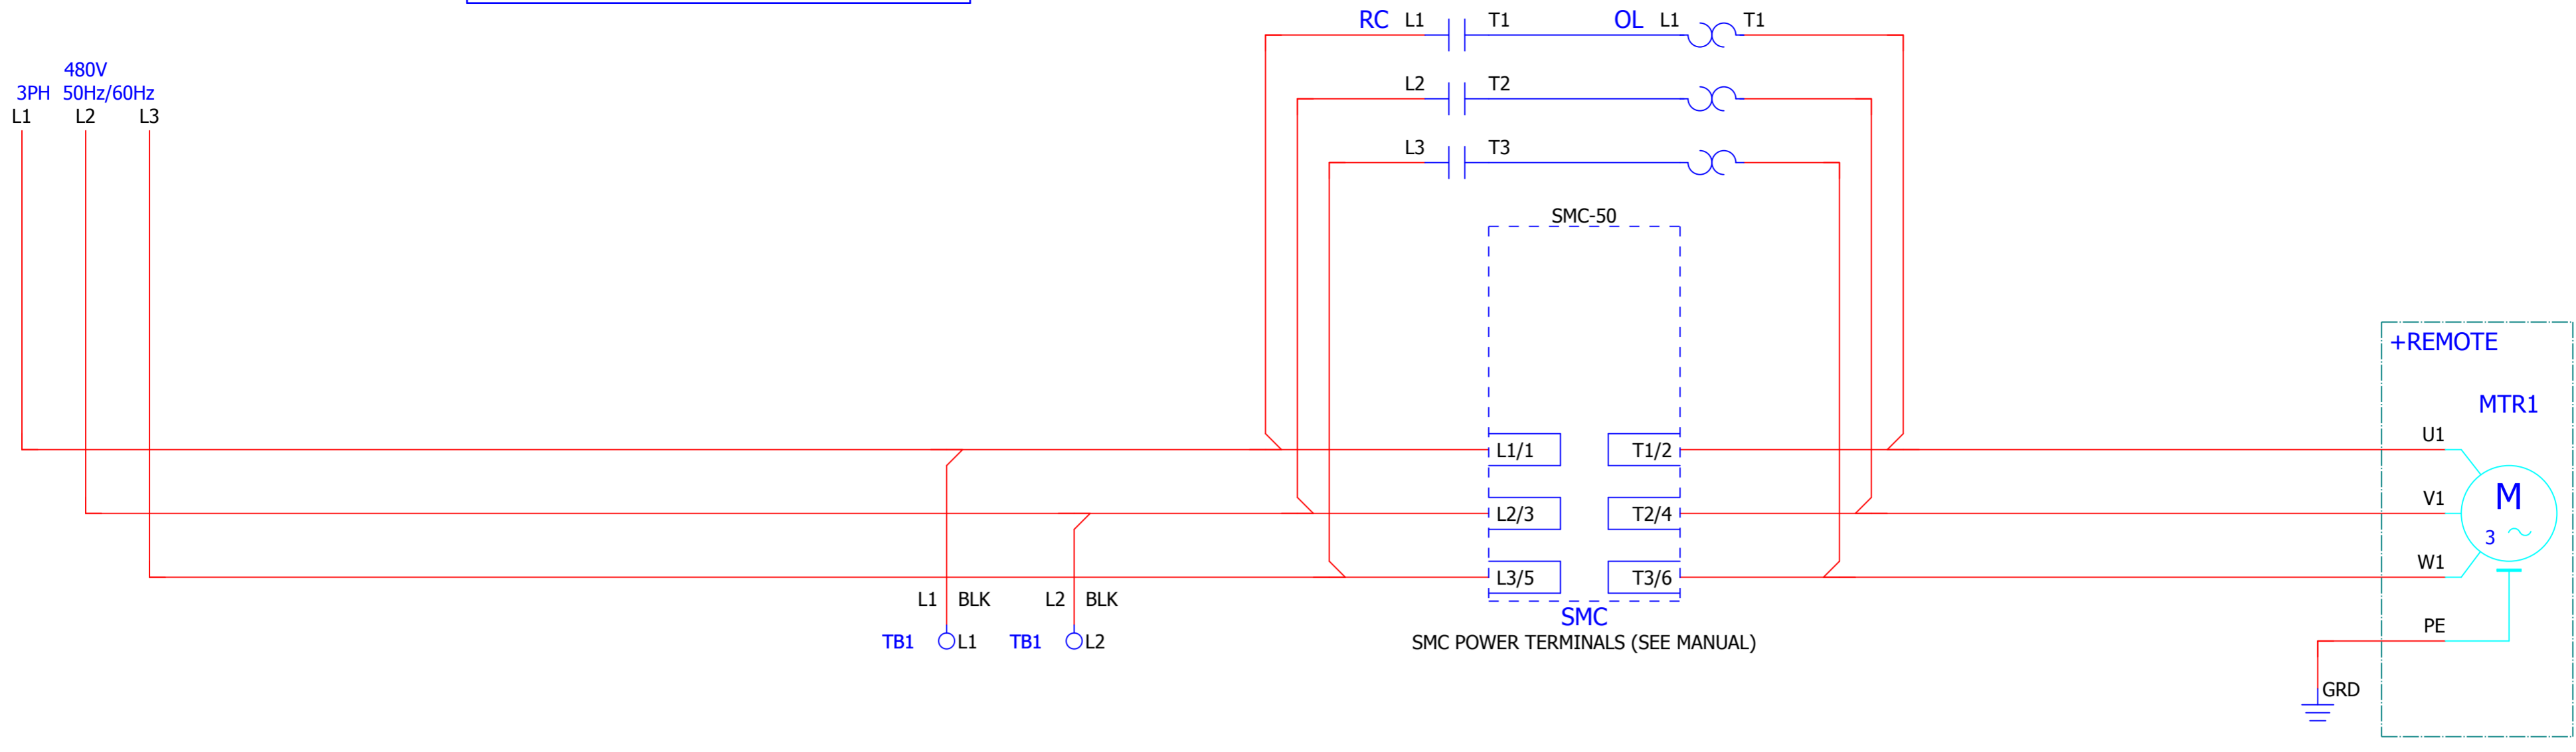 RC L1 T1 OL L1 T1
480V
3PH 50Hz/60Hz
L1 L2 L3
L2 T2
L3 T3
SMC-50
+REMOTE
MTR1
U1
L1/1 T1/2
V1
M
3
L2/3 T2/4
W1
L3/5 T3/6
L1 BLK L2 BLK
SMC
PE
TB1 L1 TB1 L2
SMC POWER TERMINALS (SEE MANUAL)
GRD